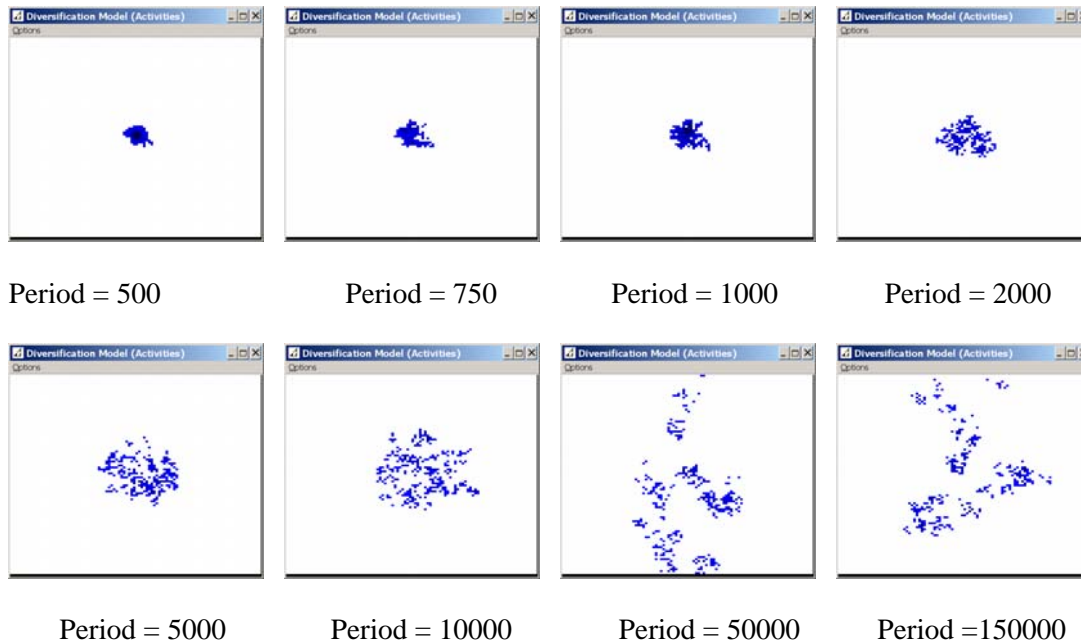 Diversification Model (Activities) Diversification Model (Activities) Diversification Model (Activities) Diversification Model (Activities)
Options Options Options Options
Period = 500 Period = 750 Period = 1000 Period = 2000
Diversification Model (Activities) Diversification Model (Activities) Diversification Model (Activities) Diversification Model (Activities)
Options Options Options Options
Period = 5000 Period = 10000 Period = 50000 Period =150000